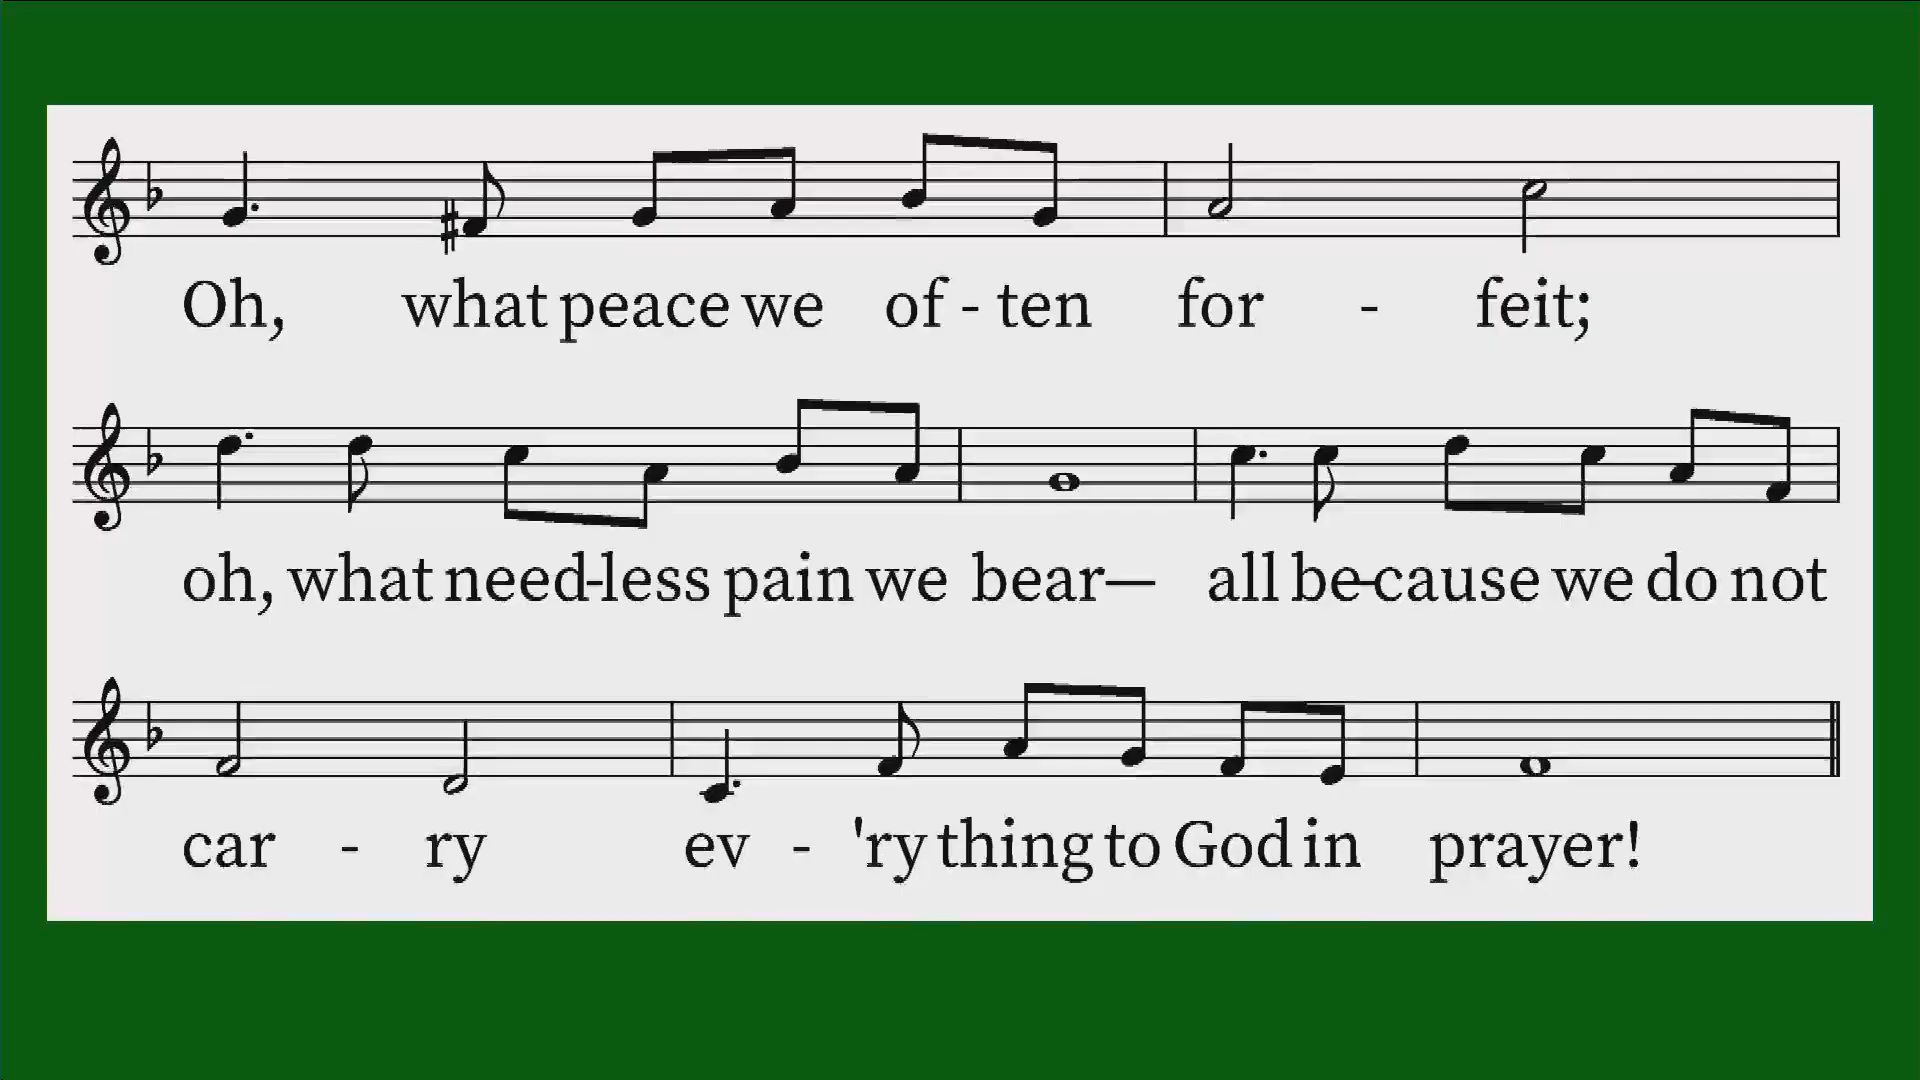 Oh, what peace we of - ten for - feit;
oh, what need-less pain we bear— all be-cause we do not
car - ry ev - 'ry thing to God in prayer!